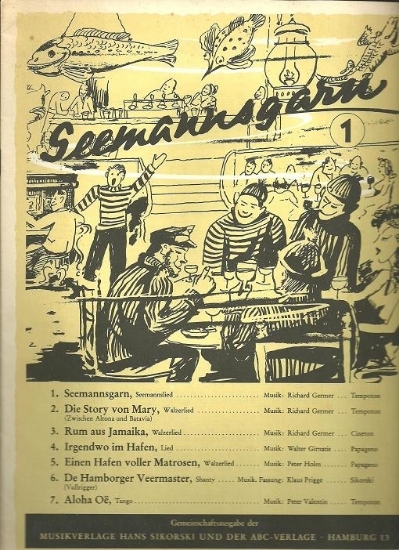 Seemannsgarn
1
1. Seemannsgarn, Seemannslied ........ Musik: Richard Germer ... Tempoton
2. Die Story von Mary, Walzerlied ........ Musik: Richard Germer ... Tempoton
(Zwischen Altona und Batavia)
3. Rum aus Jamaika, Walzerlied ........ Musik: Richard Germer ... Cineton
4. Irgendwo im Hafen, Lied ........ Musik: Walter Girnatis ... Papageno
5. Einen Hafen voller Matrosen, Walzerlied .. Musik: Peter Holm ........ Papageno
6. De Hamborger Veermaster, Shanty .... Musik. Fassung: Klaus Prigge ... Sikorski
(Vollrigger)
7. Aloha Oë, Tango ........ Musik: Peter Valentin ... Tempoton
Gemeinschaftsausgabe der
MUSIKVERLAGE HANS SIKORSKI UND DER ABC-VERLAGE · HAMBURG 13